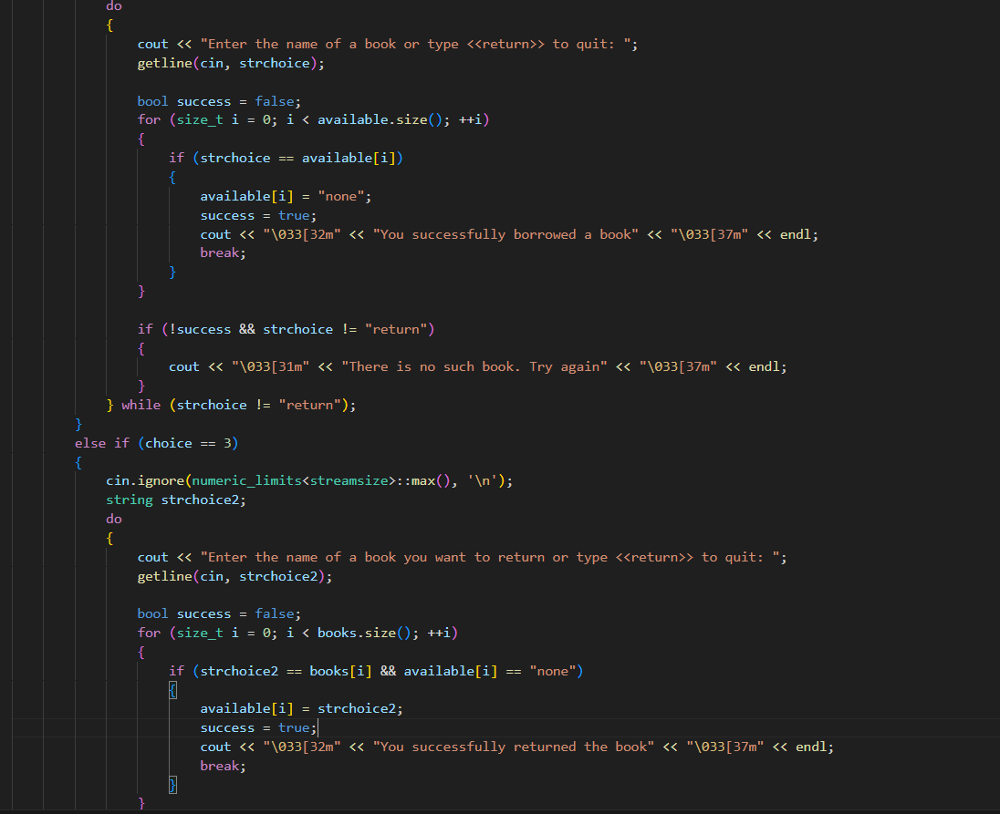 do
{
cout << "Enter the name of a book or type <<return>> to quit: ";
getline(cin, strchoice);
bool success = false;
for (size_t i = 0; i < available.size(); ++i)
{
if (strchoice == available[i])
{
available[i] = "none";
success = true;
cout << "\033[32m" << "You successfully borrowed a book" << "\033[37m" << endl;
break;
}
}
if (!success && strchoice != "return")
{
cout << "\033[31m" << "There is no such book. Try again" << "\033[37m" << endl;
}
} while (strchoice != "return");
}
else if (choice == 3)
{
cin.ignore(numeric_limits<streamsize>::max(), '\n');
string strchoice2;
do
{
cout << "Enter the name of a book you want to return or type <<return>> to quit: ";
getline(cin, strchoice2);
bool success = false;
for (size_t i = 0; i < books.size(); ++i)
{
if (strchoice2 == books[i] && available[i] == "none")
{
available[i] = strchoice2;
success = true;
cout << "\033[32m" << "You successfully returned the book" << "\033[37m" << endl;
break;
}
}